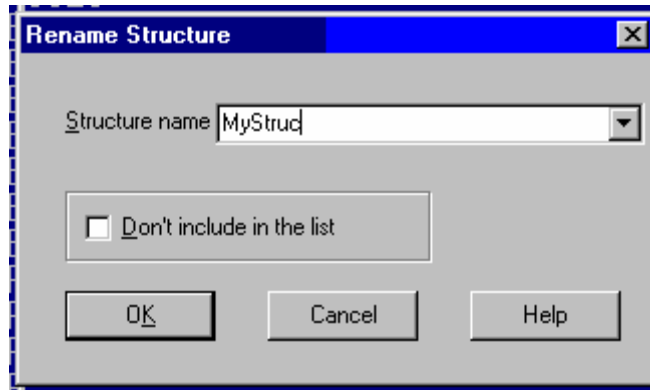 Rename Structure
Structure name MyStruc
Don't include in the list
OK Cancel Help